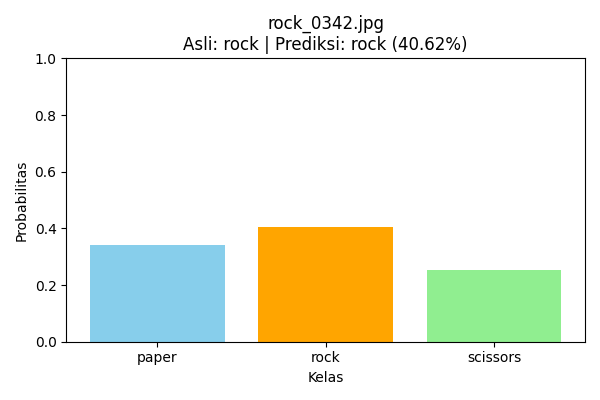 rock_0342.jpg
Asli: rock | Prediksi: rock (40.62%)
1.0
0.8
0.6
0.4
0.2
0.0
Probabilitas
paper
rock
scissors
Kelas